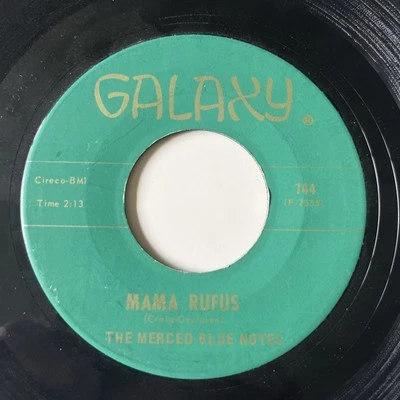 GALAXY ®
Cireco-BMI
Time 2:13
744
MAMA RUFUS
THE MERCED BLUE NOTES